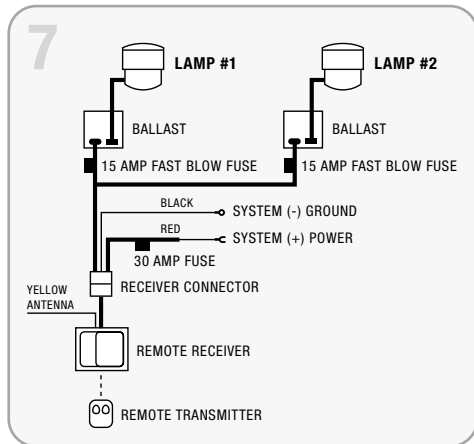 7
LAMP #1
LAMP #2
BALLAST
BALLAST
15 AMP FAST BLOW FUSE
15 AMP FAST BLOW FUSE
BLACK
SYSTEM (-) GROUND
RED
SYSTEM (+) POWER
30 AMP FUSE
RECEIVER CONNECTOR
YELLOW
ANTENNA
REMOTE RECEIVER
REMOTE TRANSMITTER